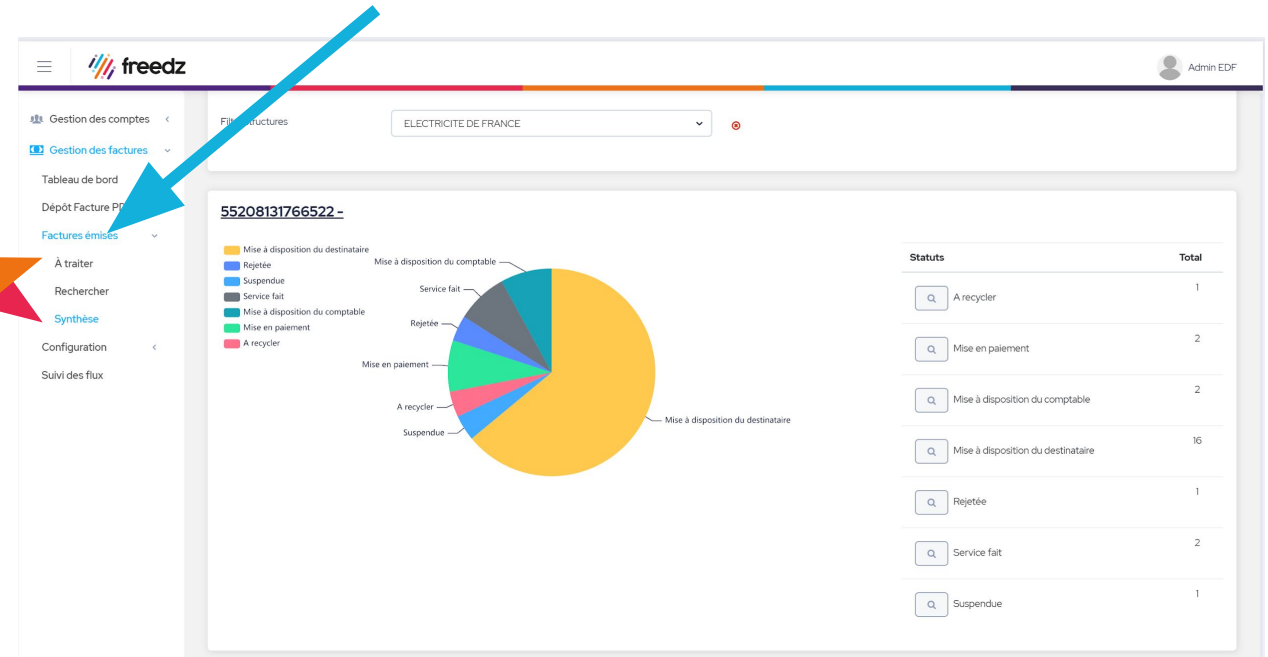 freedz
Admin EDF
Gestion des comptes
Gestion des factures
Tableau de bord
Dépôt Facture
Factures émises
À traiter
Rechercher
Synthèse
Configuration
Suivi des flux
ELECTRICITE DE FRANCE
55208131766522 -
Mise à disposition du destinataire
Rejetée
Suspendue
Service fait
Mise à disposition du comptable
Mise en paiement
A recycler
Mise à disposition du comptable
Service fait
Rejetée
Mise en paiement
A recycler
Suspendue
Mise à disposition du destinataire
Statuts Total
A recycler 1
Mise en paiement 2
Mise à disposition du comptable 2
Mise à disposition du destinataire 16
Rejetée 1
Service fait 2
Suspendue 1